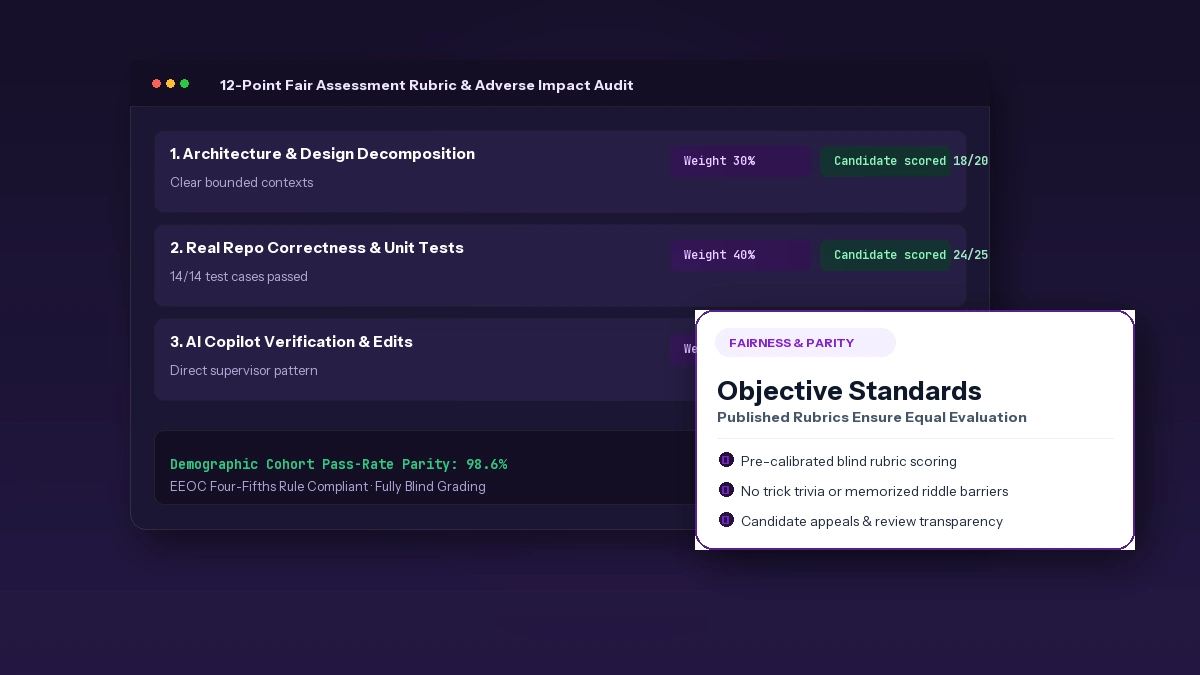 12-Point Fair Assessment Rubric & Adverse Impact Audit
1. Architecture & Design Decomposition
Weight 30%
Candidate scored 18/20
Clear bounded contexts
2. Real Repo Correctness & Unit Tests
Weight 40%
Candidate scored 24/25
14/14 test cases passed
3. AI Copilot Verification & Edits
Direct supervisor pattern
Demographic Cohort Pass-Rate Parity: 98.6%
EEOC Four-Fifths Rule Compliant · Fully Blind Grading
FAIRNESS & PARITY
Objective Standards
Published Rubrics Ensure Equal Evaluation
Pre-calibrated blind rubric scoring
No trick trivia or memorized riddle barriers
Candidate appeals & review transparency